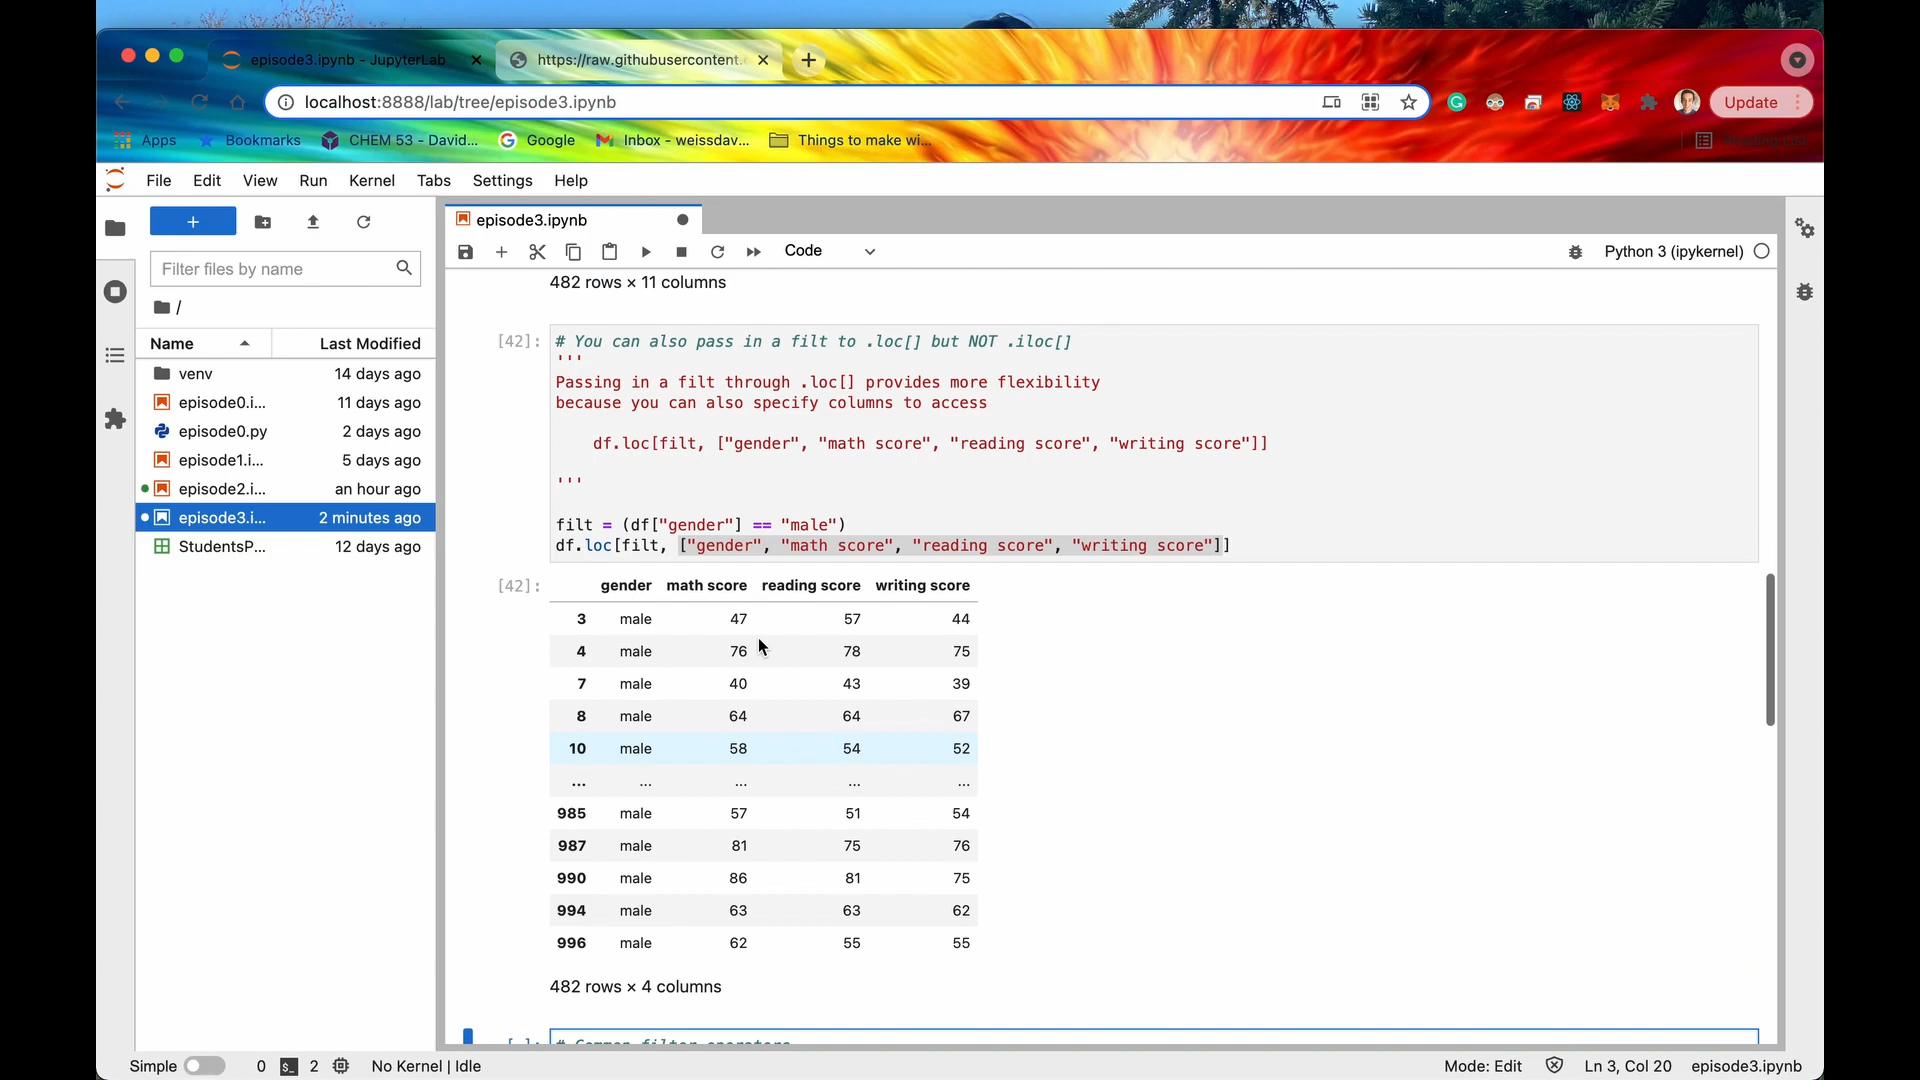 episode3.ipynb - JupyterLab
https://raw.githubusercontent.
localhost:8888/lab/tree/episode3.ipynb
Update
Apps
Bookmarks
CHEM 53 - David...
Google
Inbox - weissdav...
Things to make wi...
Reading List
File Edit View Run Kernel Tabs Settings Help
+
Filter files by name
/
Name Last Modified
venv 14 days ago
episode0.i... 11 days ago
episode0.py 2 days ago
episode1.i... 5 days ago
episode2.i... an hour ago
episode3.i... 2 minutes ago
StudentsP... 12 days ago
episode3.ipynb
Code
Python 3 (ipykernel)
482 rows × 11 columns
[42]: # You can also pass in a filt to .loc[] but NOT .iloc[]
'''
Passing in a filt through .loc[] provides more flexibility
because you can also specify columns to access
df.loc[filt, ["gender", "math score", "reading score", "writing score"]]
'''
filt = (df["gender"] == "male")
df.loc[filt, ["gender", "math score", "reading score", "writing score"]]
[42]: gender math score reading score writing score
3 male 47 57 44
4 male 76 78 75
7 male 40 43 39
8 male 64 64 67
10 male 58 54 52
... ... ... ... ...
985 male 57 51 54
987 male 81 75 76
990 male 86 81 75
994 male 63 63 62
996 male 62 55 55
482 rows × 4 columns
[ ]: # Common filter operators
Simple 0 2 No Kernel | Idle
Mode: Edit Ln 3, Col 20 episode3.ipynb